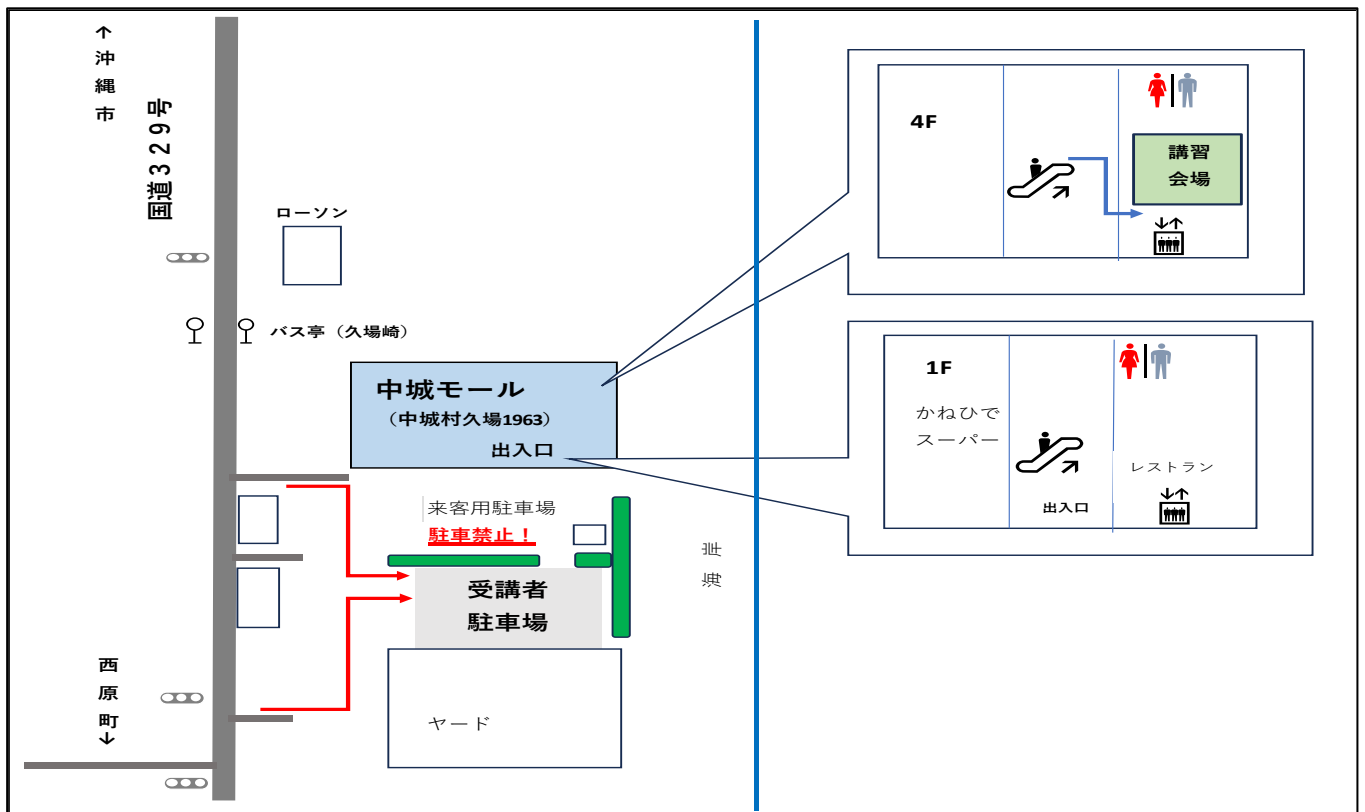 ↑沖縄市
国道329号
ローソン
バス亭（久場崎）
中城モール
（中城村久場1963）
出入口
来客用駐車場
駐車禁止！
受講者
駐車場
ヤード
西原町↓
海岸
4F
講習
会場
1F
かねひで
スーパー
レストラン
出入口